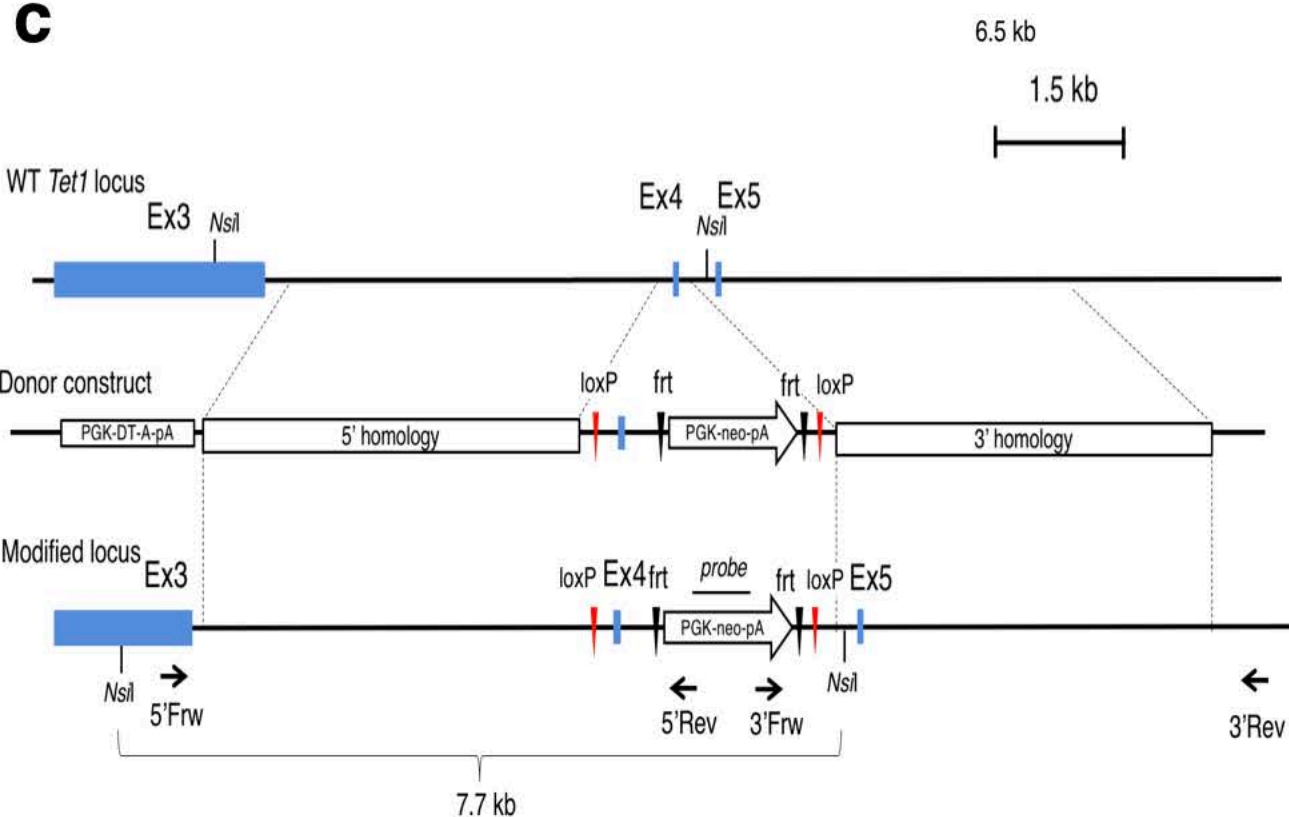 c
6.5 kb
1.5 kb
WT Tet1 locus
Ex3
NsiI
Ex4
Ex5
NsiI
Donor construct
loxP
frt
frt
loxP
PGK-DT-A-pA
5' homology
PGK-neo-pA
3' homology
Modified locus
Ex3
loxP
Ex4
frt
probe
frt
loxP
Ex5
PGK-neo-pA
NsiI
5'Frw
5'Rev
3'Frw
NsiI
3'Rev
7.7 kb